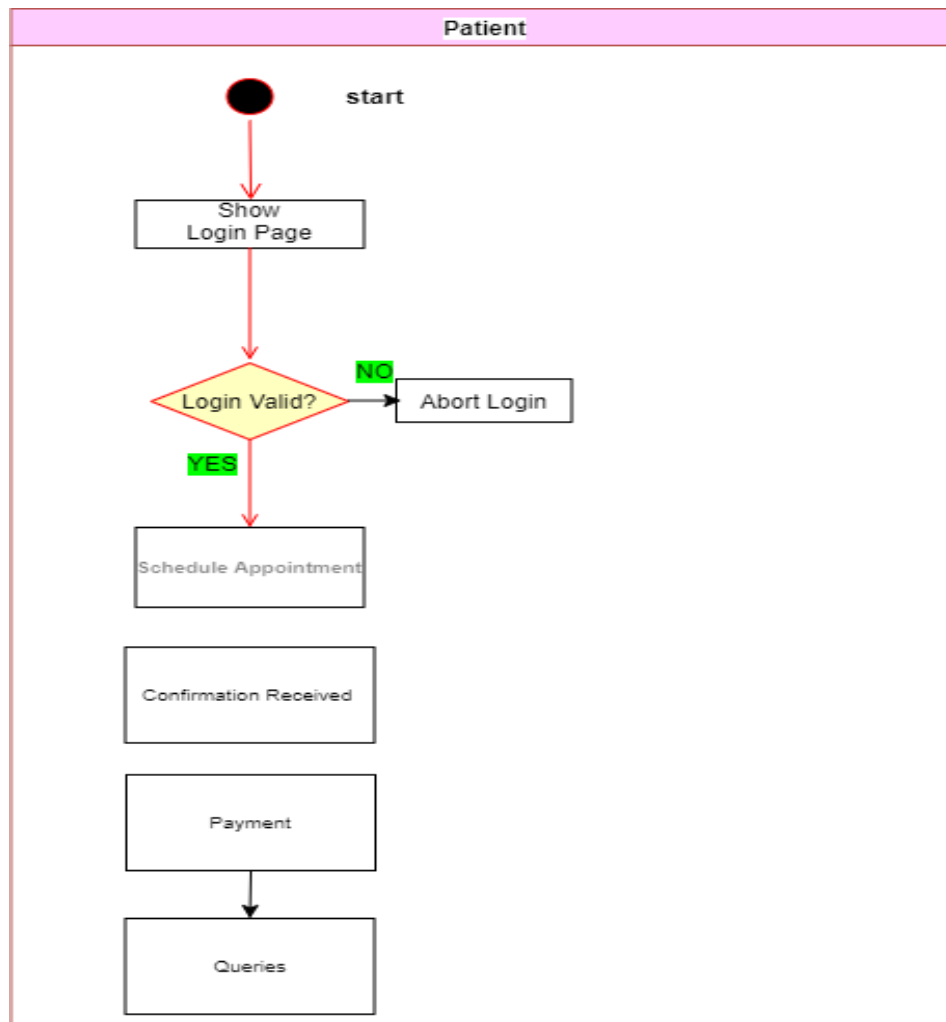 Patient
start
Show
Login Page
Login Valid?
NO
Abort Login
YES
Schedule Appointment
Confirmation Received
Payment
Queries